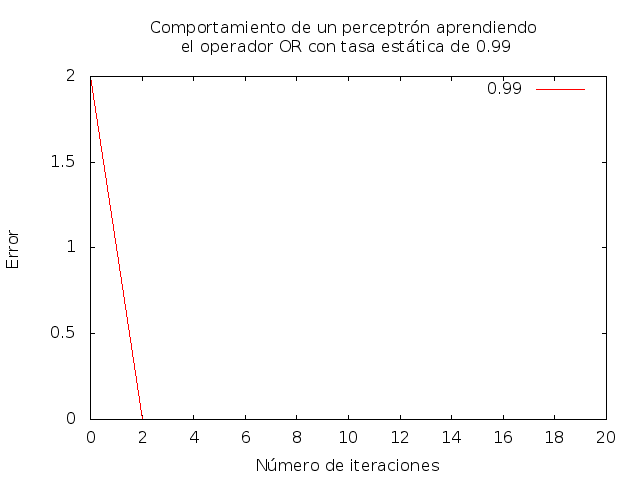 Comportamiento de un perceptrón aprendiendo
el operador OR con tasa estática de 0.99
0.99
2
1.5
1
0.5
0
Error
0 2 4 6 8 10 12 14 16 18 20
Número de iteraciones